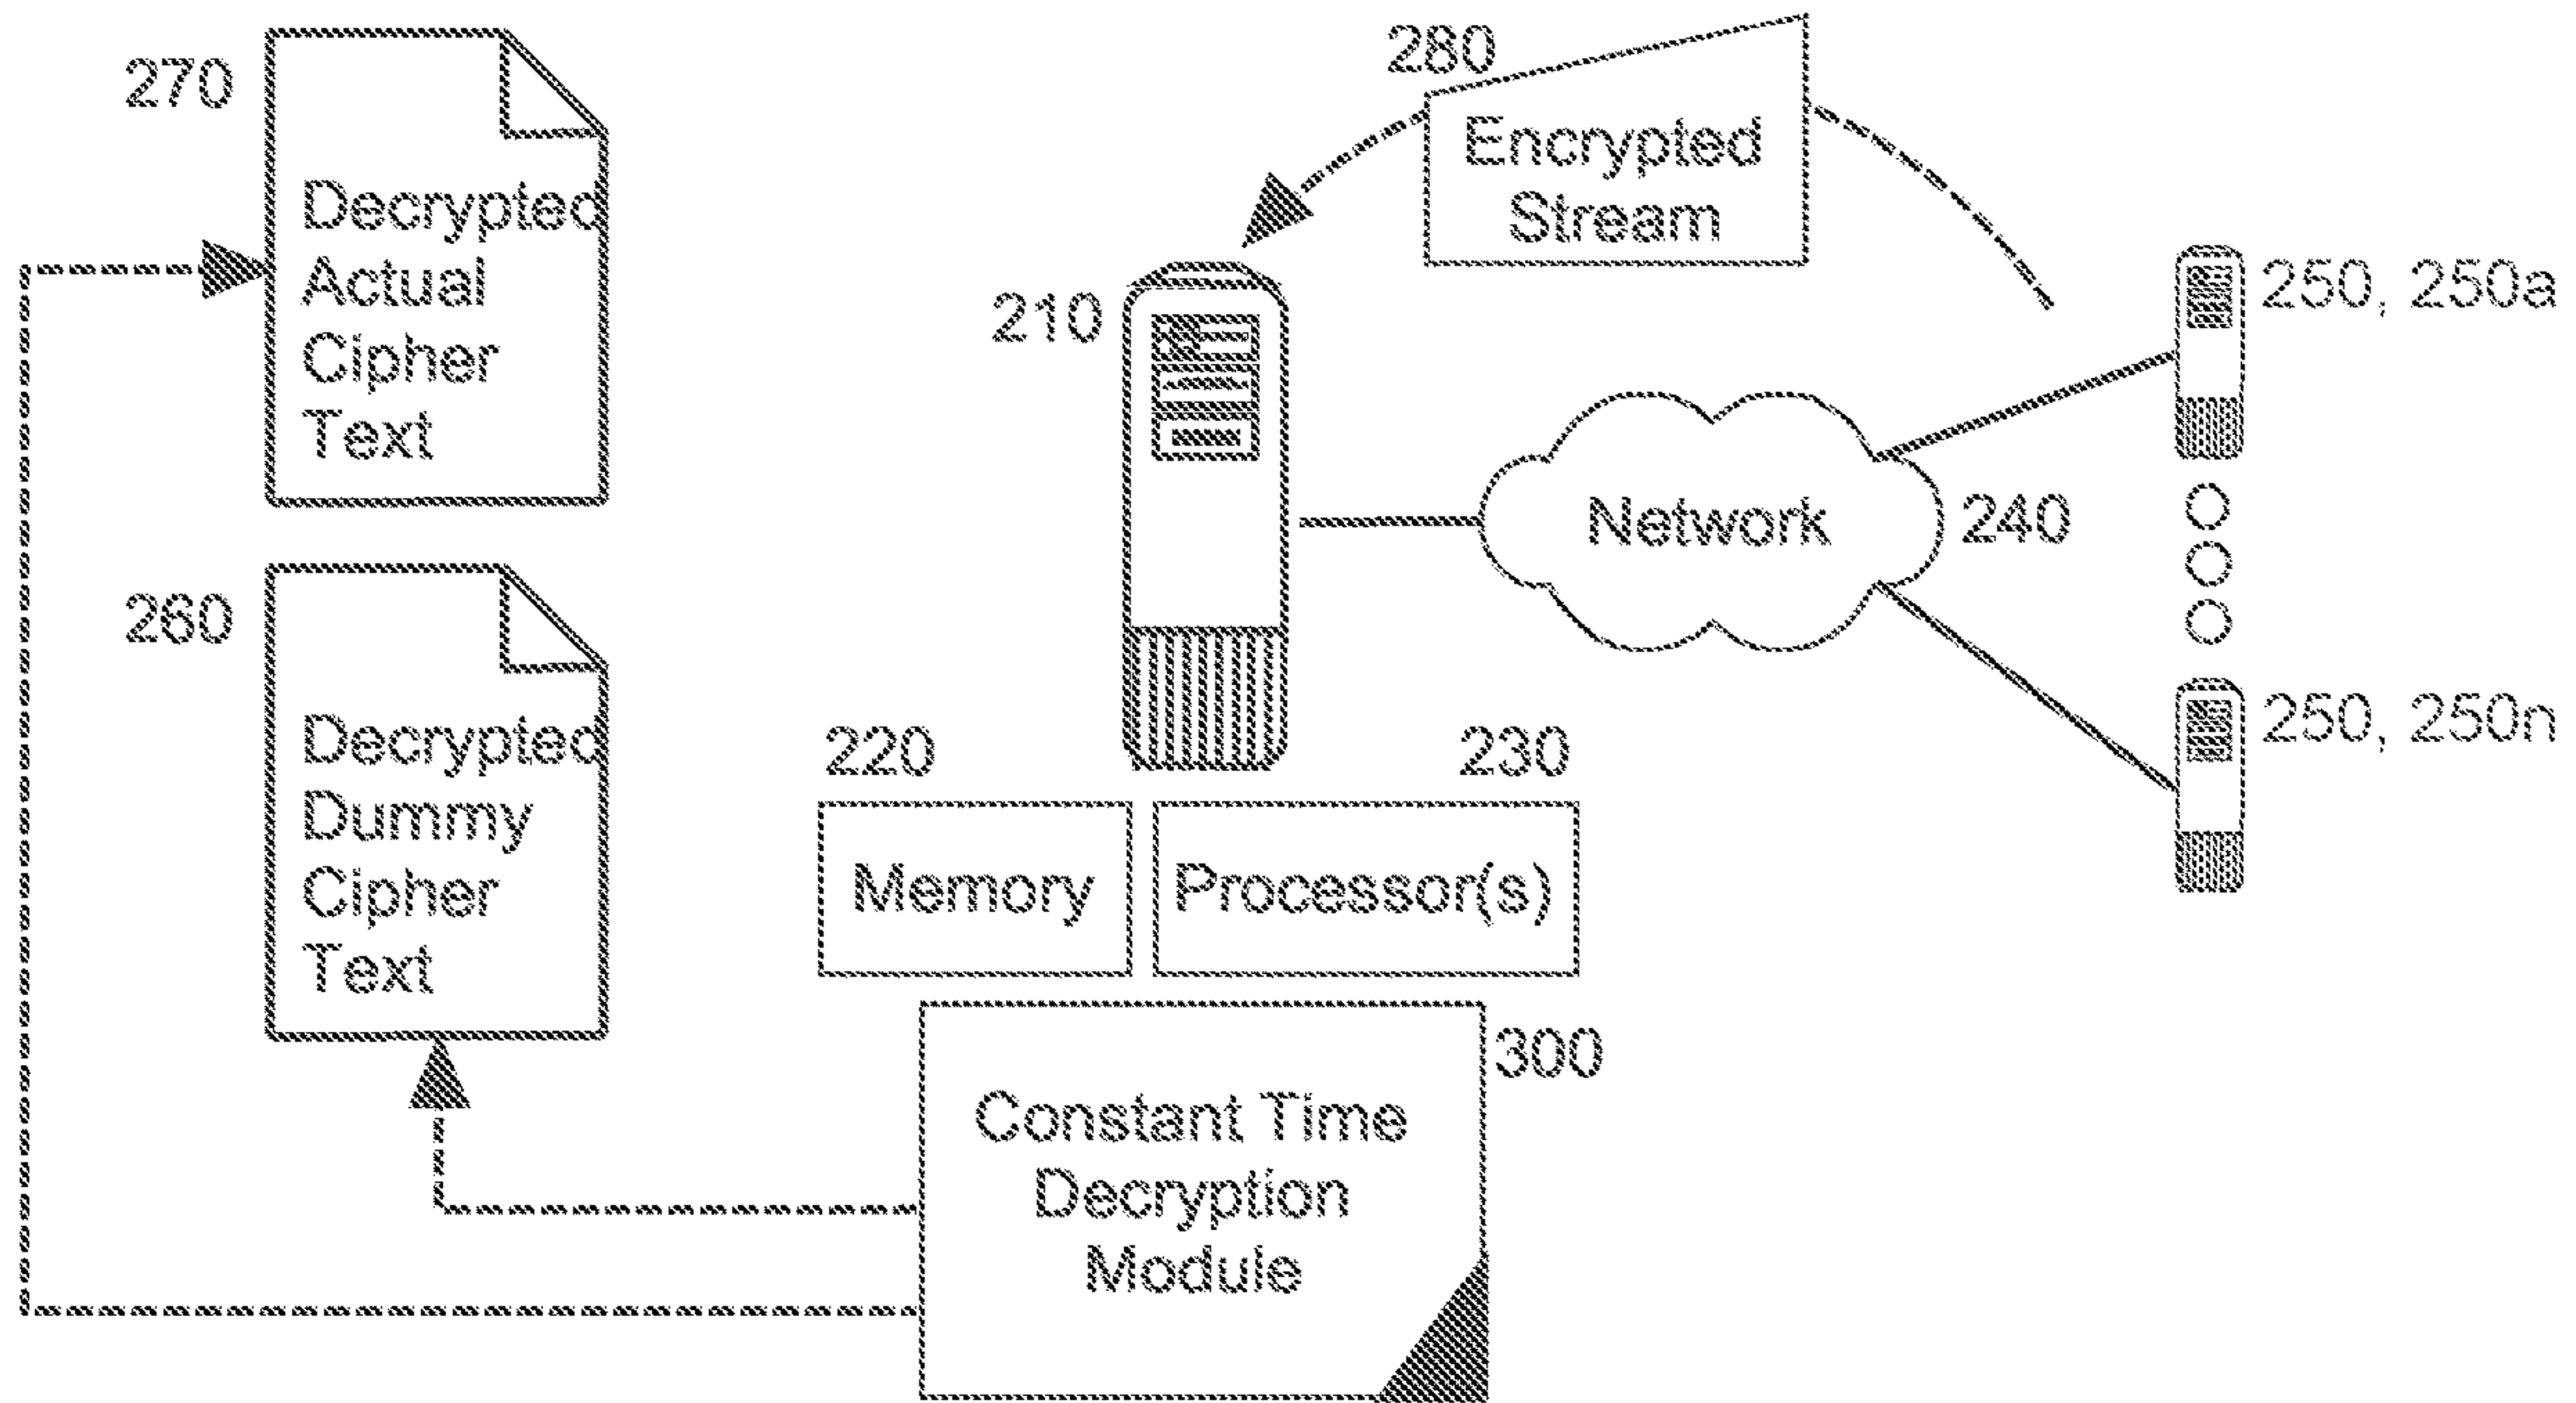 270
Decrypted
Actual
Cipher
Text
260
Decrypted
Dummy
Cipher
Text
280
Encrypted
Stream
210
Network
240
250, 250a
250, 250n
220
Memory
230
Processor(s)
300
Constant Time
Decryption
Module